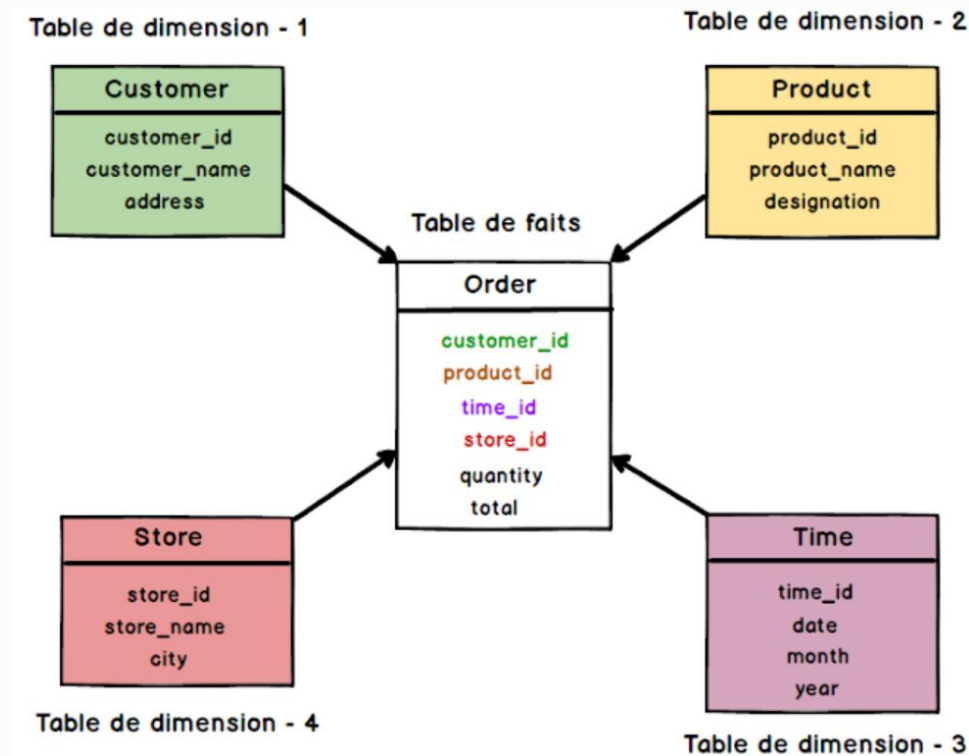 Table de dimension - 1
Customer
customer_id
customer_name
address
Table de dimension - 2
Product
product_id
product_name
designation
Table de faits
Order
customer_id
product_id
time_id
store_id
quantity
total
Store
store_id
store_name
city
Table de dimension - 4
Time
time_id
date
month
year
Table de dimension - 3